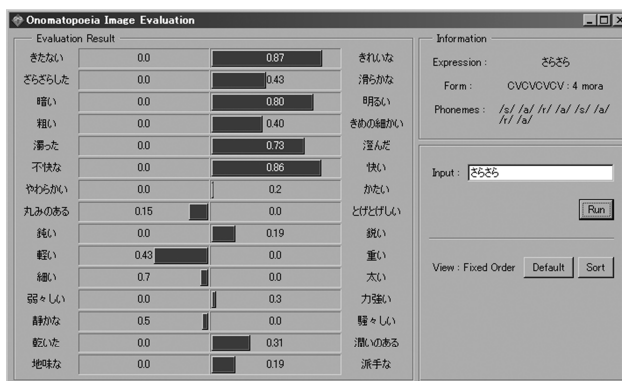 Onomatopoeia Image Evaluation
Evaluation Result
きたない 0.0 0.87 きれいな
ざらざらした 0.0 0.43 滑らかな
暗い 0.0 0.80 明るい
粗い 0.0 0.40 きめの細かい
濁った 0.0 0.73 澄んだ
不快な 0.0 0.86 快い
やわらかい 0.0 0.2 かたい
丸みのある 0.15 0.0 とげとげしい
鈍い 0.0 0.19 鋭い
軽い 0.43 0.0 重い
細い 0.7 0.0 太い
弱々しい 0.0 0.3 力強い
静かな 0.5 0.0 騒々しい
乾いた 0.0 0.31 潤いのある
地味な 0.0 0.19 派手な
Information
Expression : さらさら
Form : CVCVCVCV : 4 mora
Phonemes : /s/ /a/ /r/ /a/ /s/ /a/
/r/ /a/
Input : さらさら
Run
View : Fixed Order Default Sort